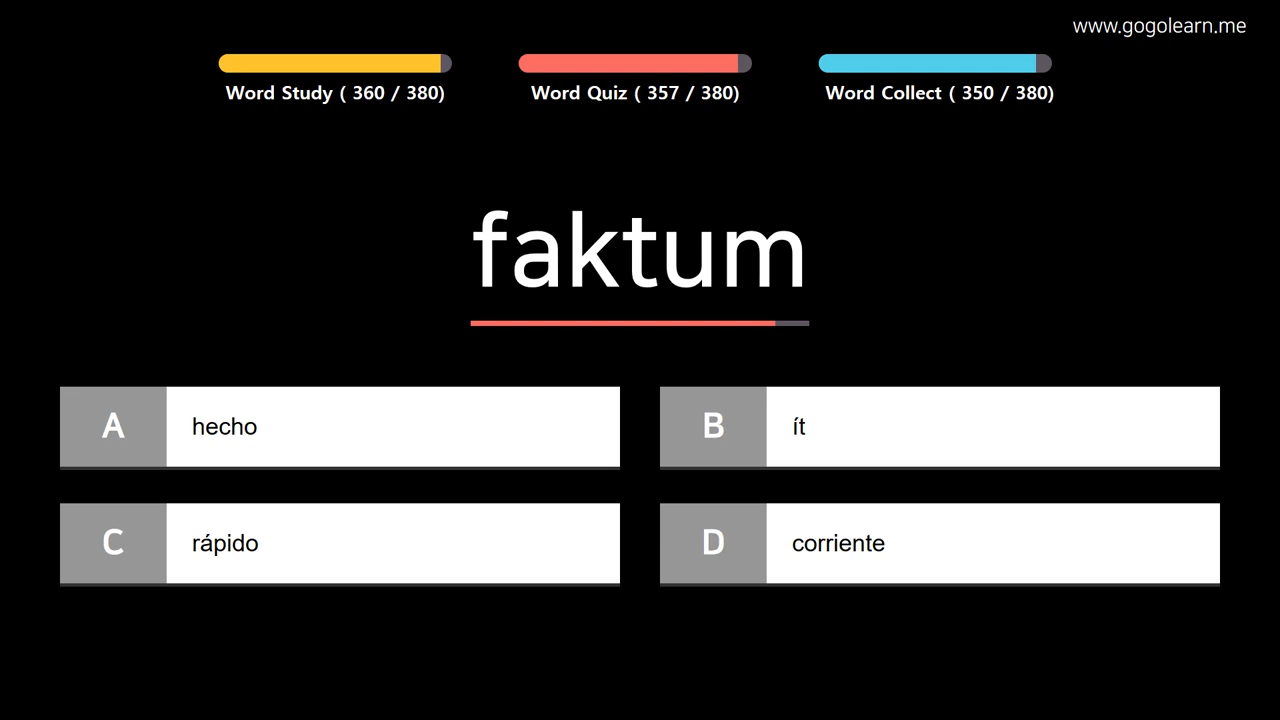 www.gogolearn.me
Word Study ( 360 / 380)
Word Quiz ( 357 / 380)
Word Collect ( 350 / 380)
faktum
A hecho
B ít
C rápido
D corriente